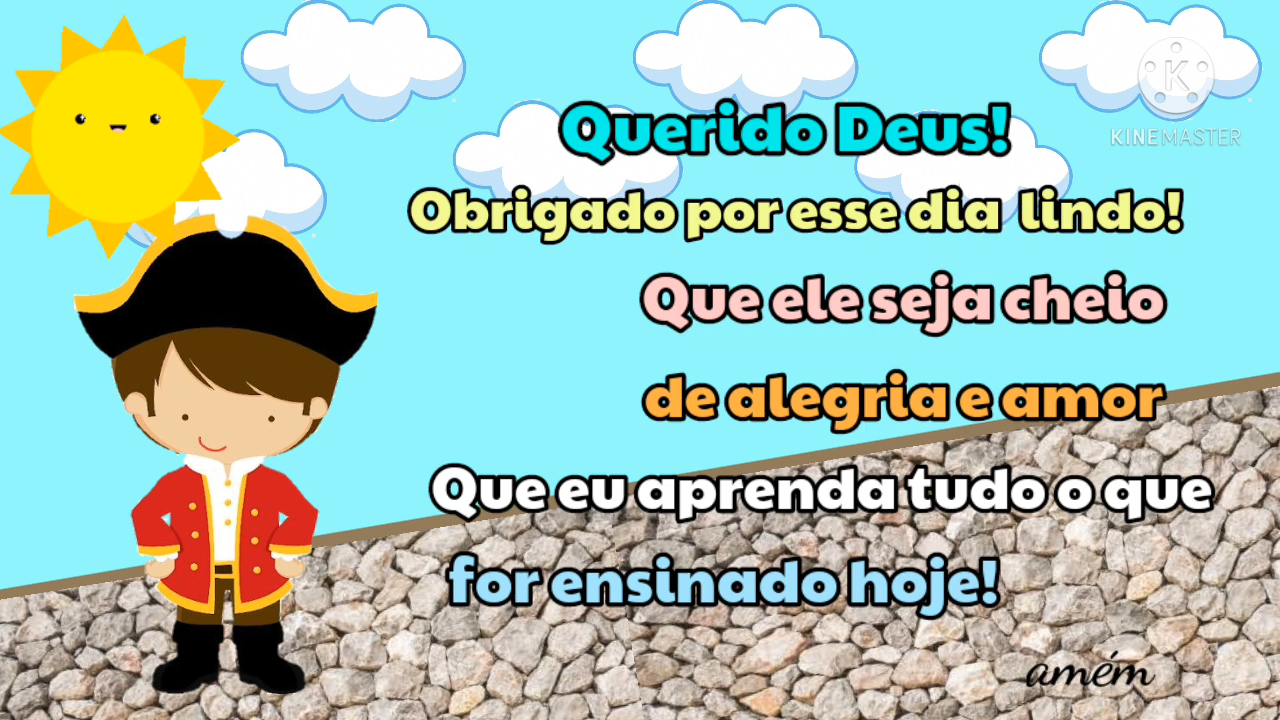 KINEMASTER
Querido Deus!
Obrigado por esse dia lindo!
Que ele seja cheio
de alegria e amor
Que eu aprenda tudo o que
for ensinado hoje!
amém